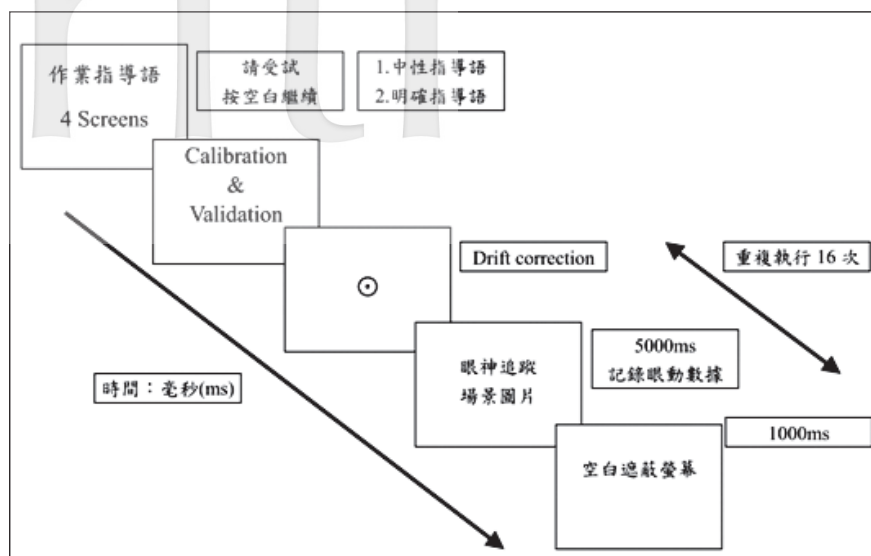 作業指導語
4 Screens
請受試
按空白繼續
1.中性指導語
2.明確指導語
Calibration
&
Validation
Drift correction
重複執行 16 次
時間：毫秒(ms)
眼神追蹤
場景圖片
5000ms
記錄眼動數據
1000ms
空白遮蔽螢幕